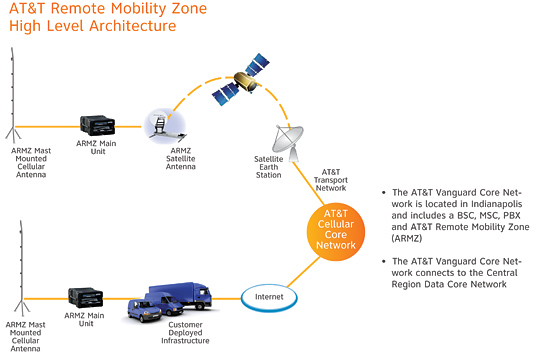 AT&T Remote Mobility Zone
High Level Architecture
ARMZ Mast
Mounted
Cellular
Antenna
ARMZ Main
Unit
ARMZ
Satellite
Antenna
Satellite
Earth
Station
AT&T
Transport
Network
AT&T
Cellular
Core
Network
• The AT&T Vanguard Core Net-
work is located in Indianapolis
and includes a BSC, MSC, PBX
and AT&T Remote Mobility Zone
(ARMZ)
• The AT&T Vanguard Core Net-
work connects to the Central
Region Data Core Network
ARMZ Mast
Mounted
Cellular
Antenna
ARMZ Main
Unit
Customer
Deployed
Infrastructure
Internet